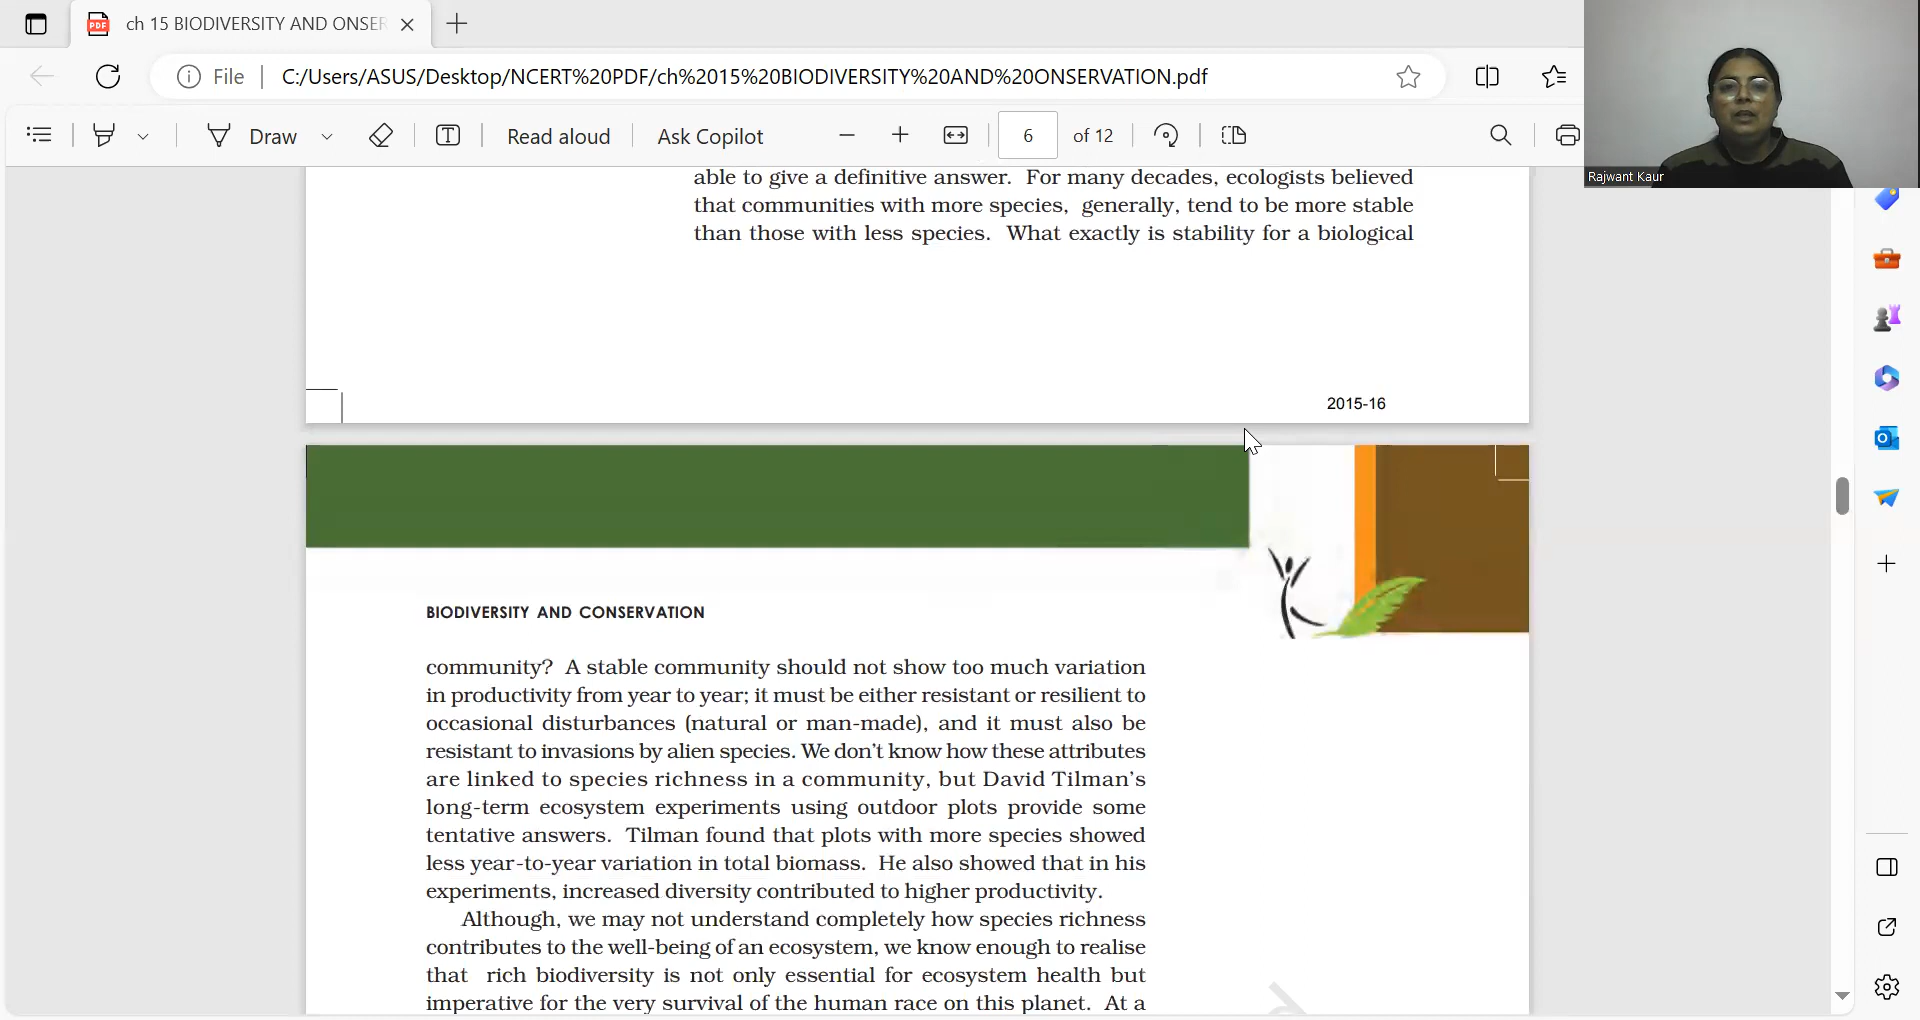 ch 15 BIODIVERSITY AND ONSER
File
C:/Users/ASUS/Desktop/NCERT%20PDF/ch%2015%20BIODIVERSITY%20AND%20ONSERVATION.pdf
Draw
Read aloud
Ask Copilot
6
of 12
Rajwant Kaur
able to give a definitive answer. For many decades, ecologists believed
that communities with more species, generally, tend to be more stable
than those with less species. What exactly is stability for a biological
2015-16
BIODIVERSITY AND CONSERVATION
community? A stable community should not show too much variation
in productivity from year to year; it must be either resistant or resilient to
occasional disturbances (natural or man-made), and it must also be
resistant to invasions by alien species. We don't know how these attributes
are linked to species richness in a community, but David Tilman's
long-term ecosystem experiments using outdoor plots provide some
tentative answers. Tilman found that plots with more species showed
less year-to-year variation in total biomass. He also showed that in his
experiments, increased diversity contributed to higher productivity.
Although, we may not understand completely how species richness
contributes to the well-being of an ecosystem, we know enough to realise
that rich biodiversity is not only essential for ecosystem health but
imperative for the very survival of the human race on this planet. At a